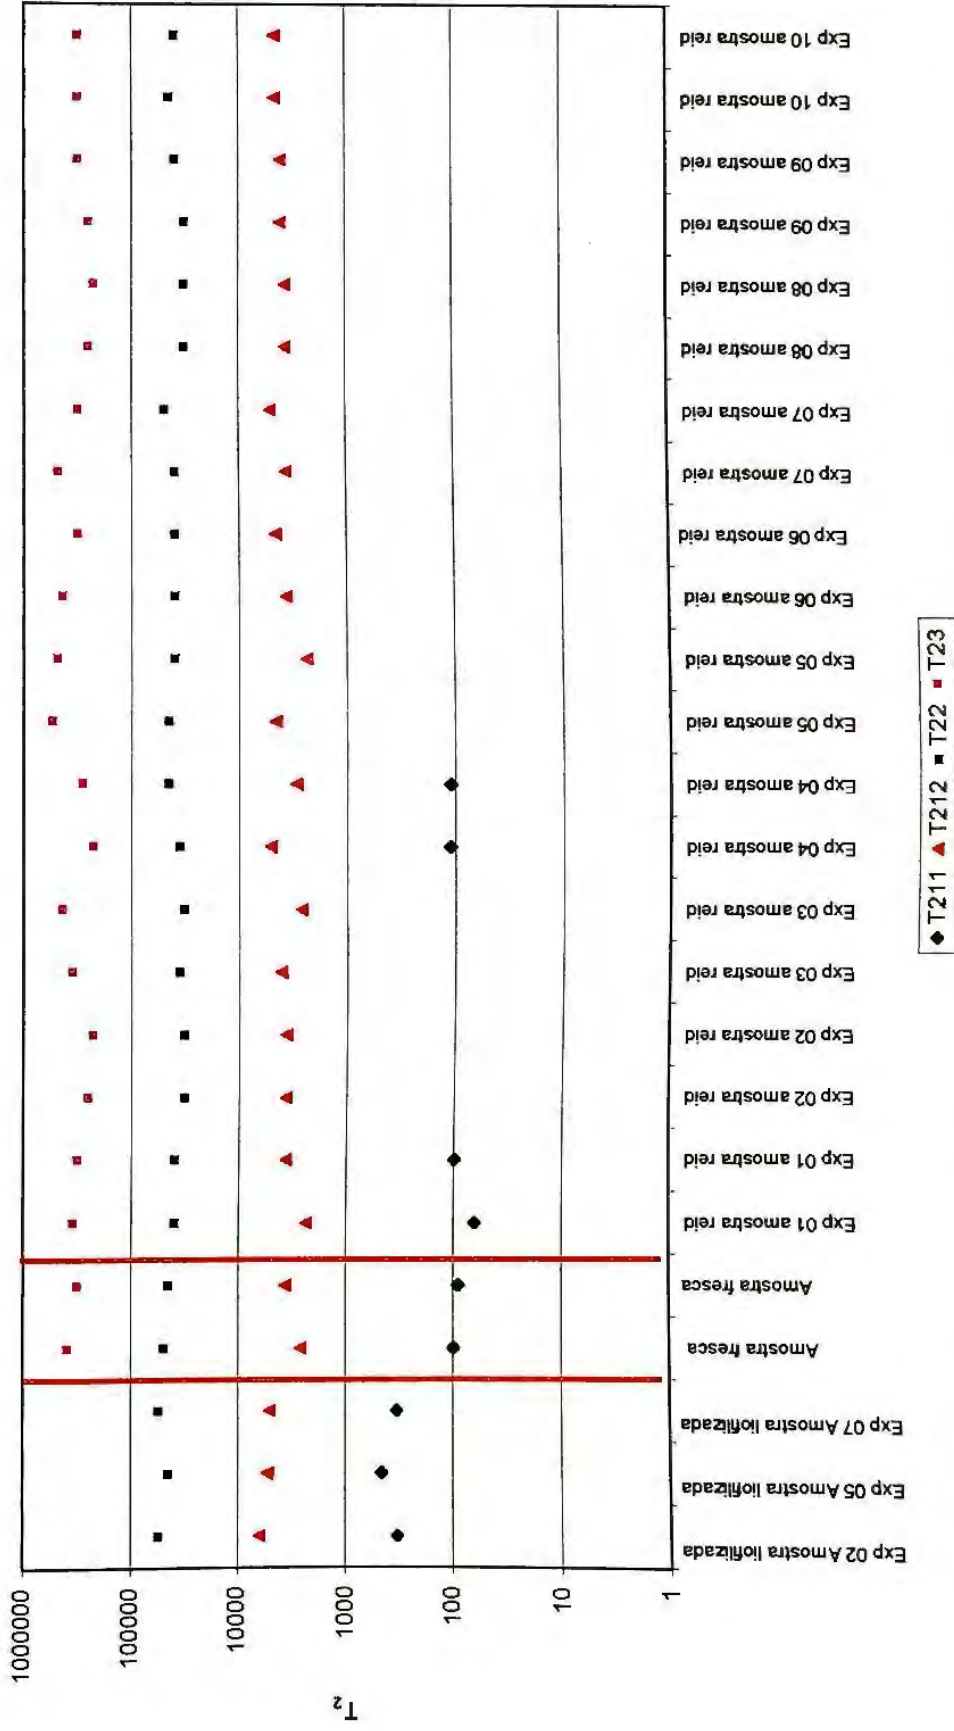 1000000
100000
10000
1000
100
10
1
T2
Exp 02 Amostra liofilizada
Exp 05 Amostra liofilizada
Exp 07 Amostra liofilizada
Amostra fresca
Amostra fresca
Exp 01 amostra reid
Exp 01 amostra reid
Exp 02 amostra reid
Exp 02 amostra reid
Exp 03 amostra reid
Exp 03 amostra reid
Exp 04 amostra reid
Exp 04 amostra reid
Exp 05 amostra reid
Exp 05 amostra reid
Exp 06 amostra reid
Exp 06 amostra reid
Exp 07 amostra reid
Exp 07 amostra reid
Exp 08 amostra reid
Exp 08 amostra reid
Exp 09 amostra reid
Exp 09 amostra reid
Exp 10 amostra reid
Exp 10 amostra reid
T211 T212 T22 T23